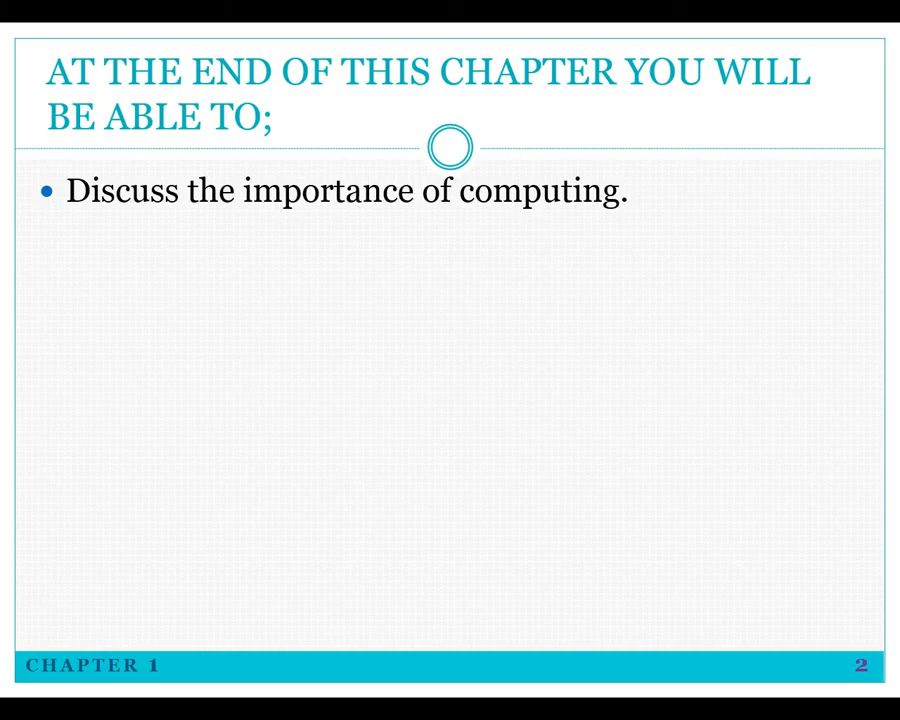 AT THE END OF THIS CHAPTER YOU WILL
BE ABLE TO;
• Discuss the importance of computing.
CHAPTER 1
2